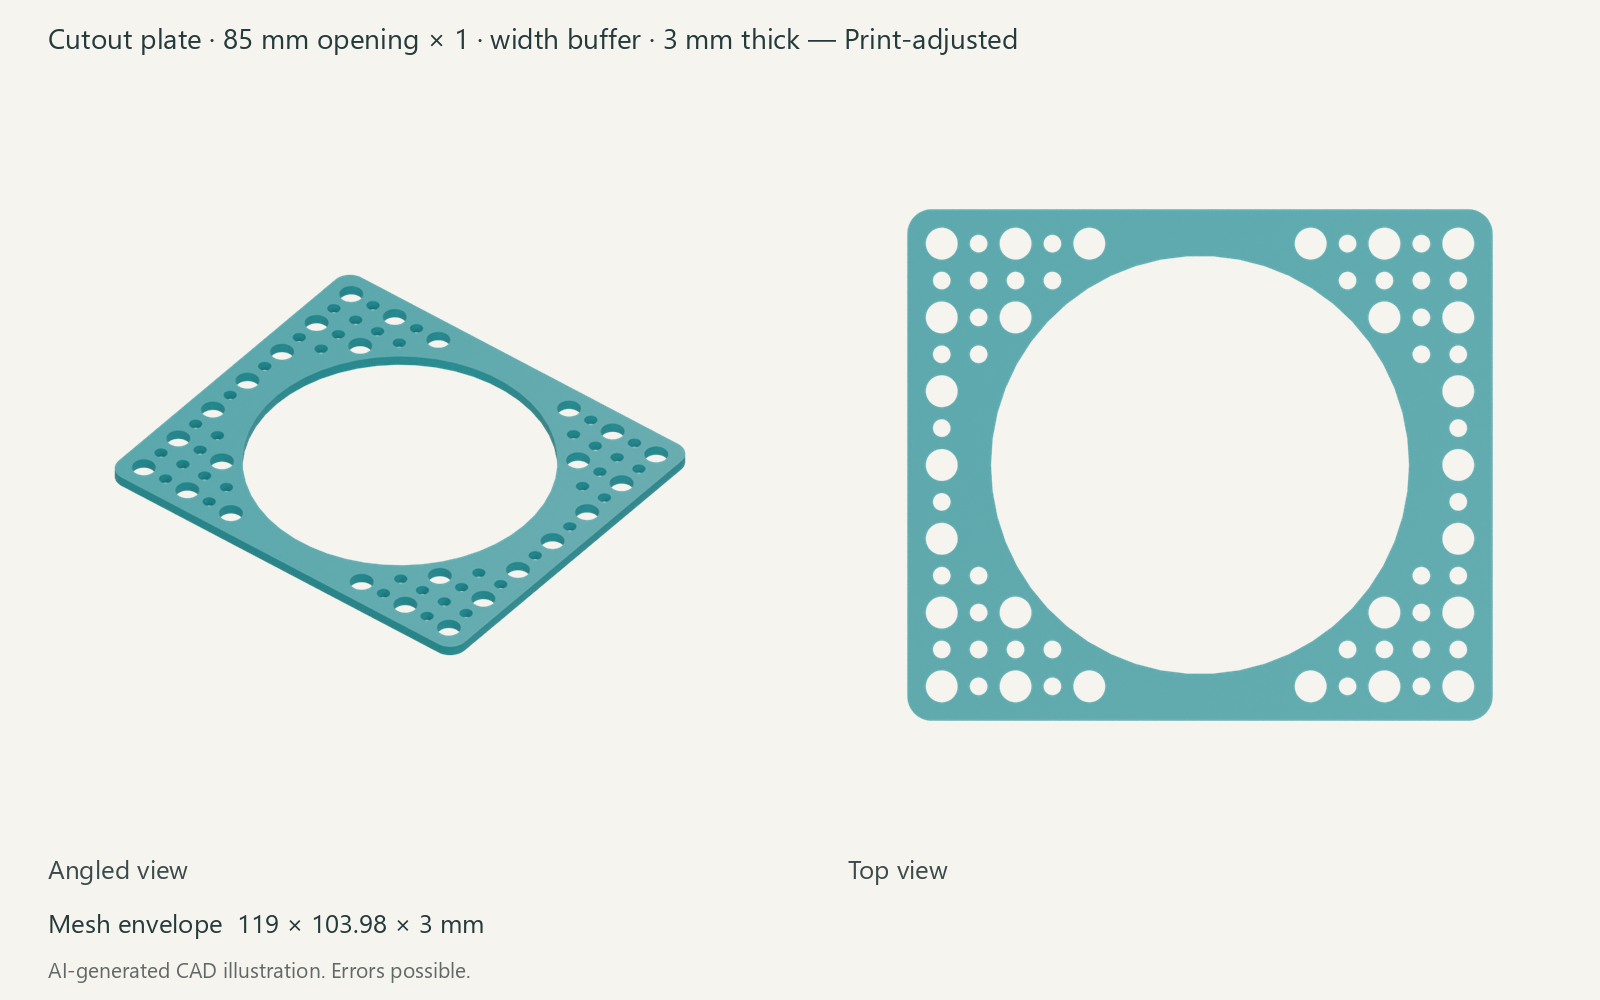 Cutout plate · 85 mm opening × 1 · width buffer · 3 mm thick — Print-adjusted
Angled view
Top view
Mesh envelope 119 × 103.98 × 3 mm
AI-generated CAD illustration. Errors possible.